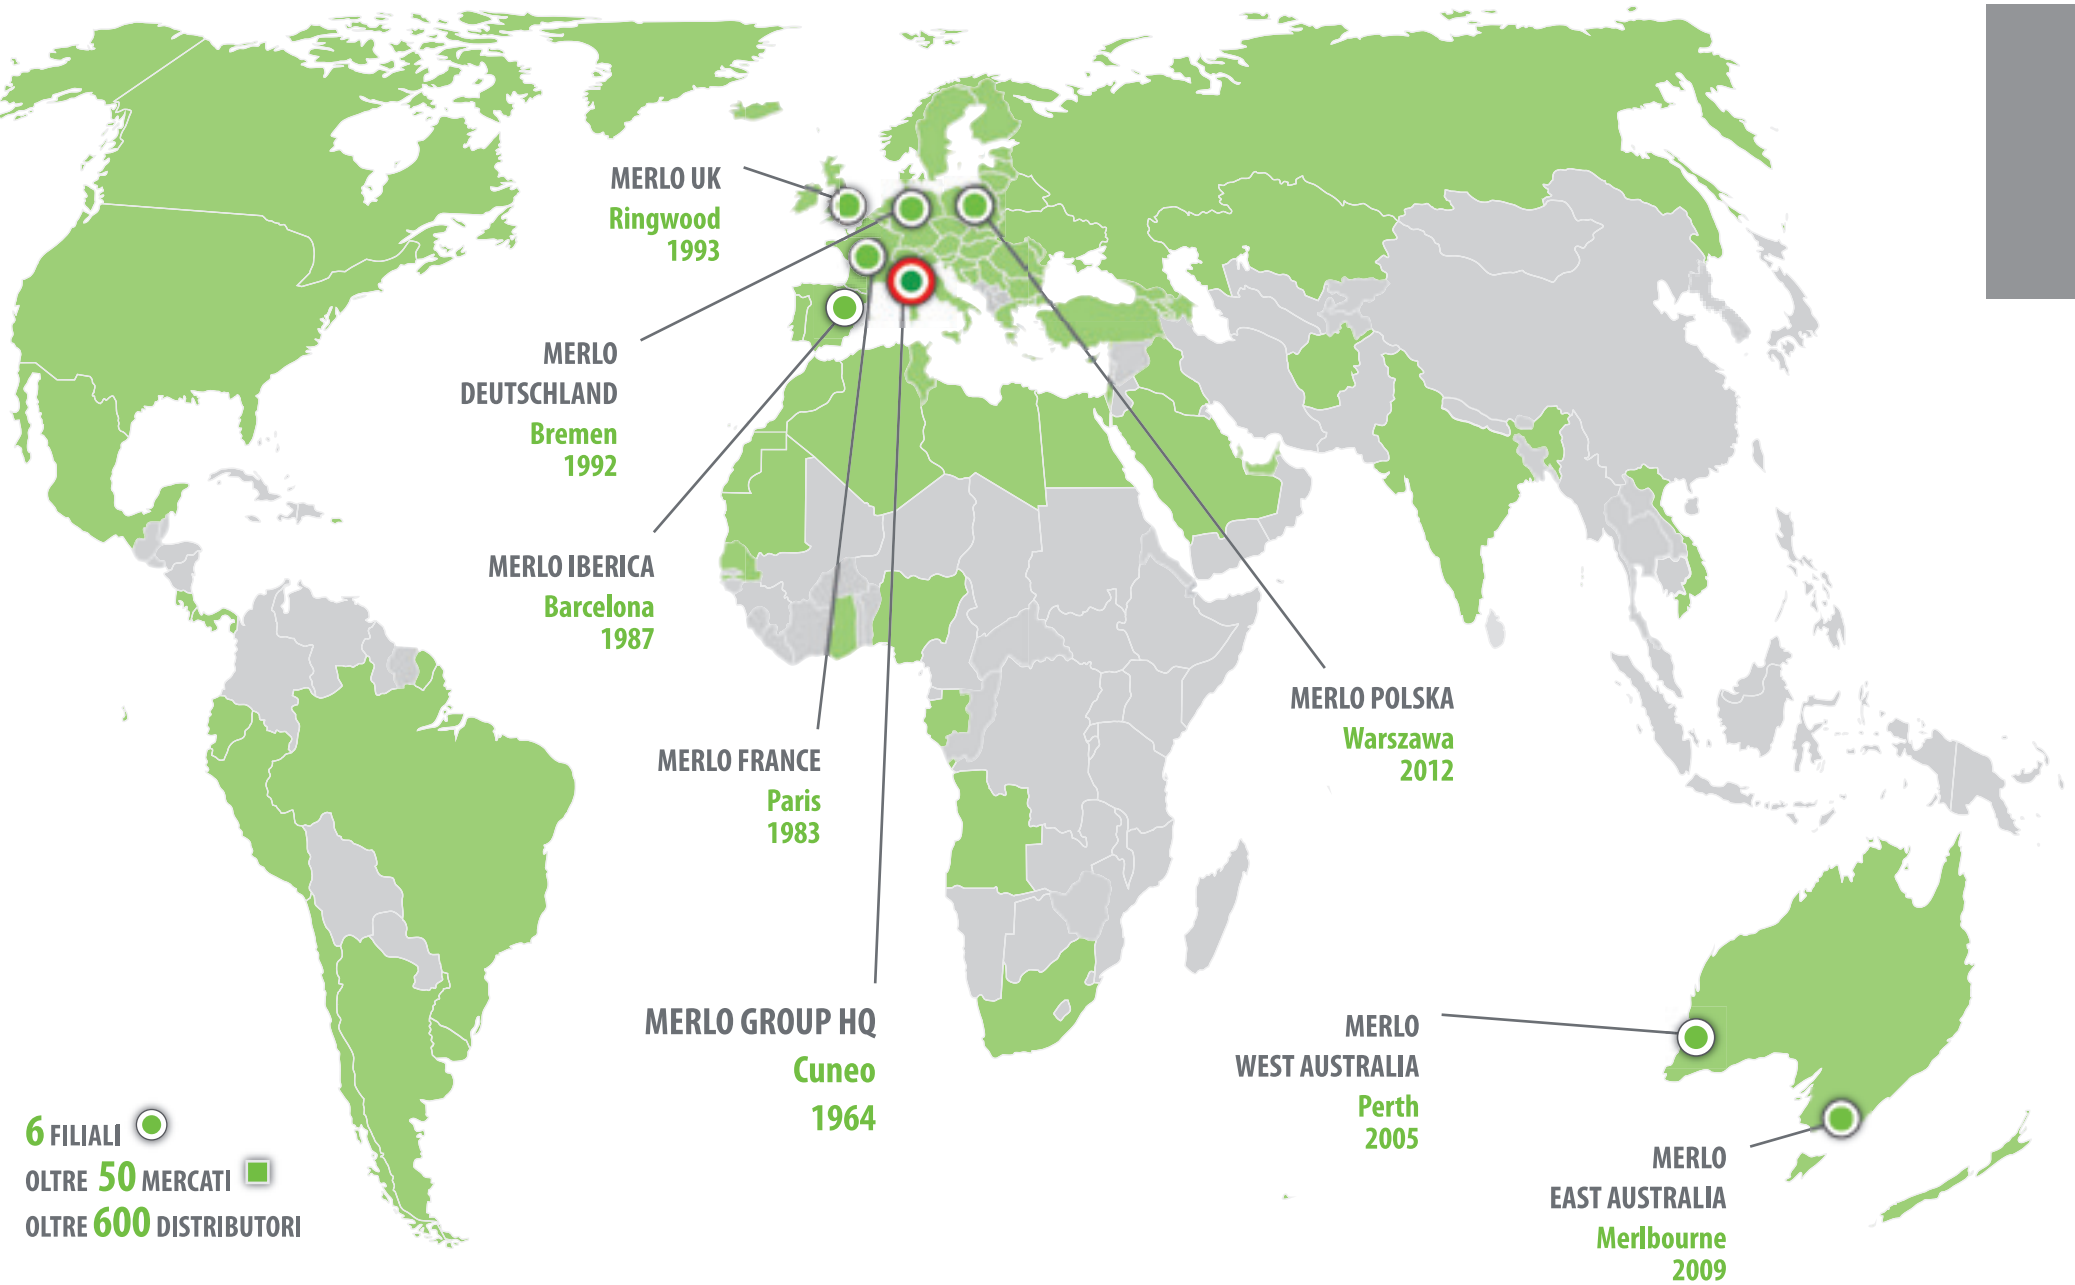 MERLO UK
Ringwood
1993
MERLO
DEUTSCHLAND
Bremen
1992
MERLO IBERICA
Barcelona
1987
MERLO FRANCE
Paris
1983
MERLO GROUP HQ
Cuneo
1964
MERLO POLSKA
Warszawa
2012
MERLO
WEST AUSTRALIA
Perth
2005
MERLO
EAST AUSTRALIA
Merlbourne
2009
6 FILIALI
OLTRE 50 MERCATI
OLTRE 600 DISTRIBUTORI